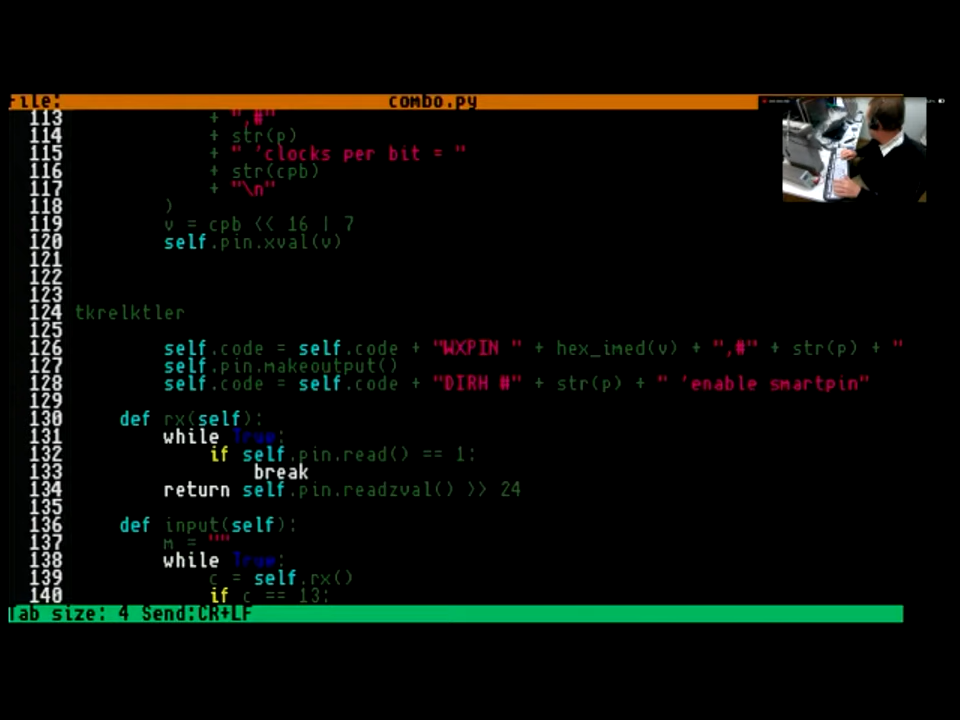 File: combo.py
113 + ",#"
114 + str(p)
115 + " 'clocks per bit = "
116 + str(cpb)
117 + "\n"
118 )
119 v = cpb << 16 | 7
120 self.pin.xval(v)
121
122
123
124 tkrelktler
125
126 self.code = self.code + "WXPIN " + hex_imed(v) + ",#" + str(p) + "
127 self.pin.makeoutput()
128 self.code = self.code + "DIRH #" + str(p) + " 'enable smartpin"
129
130 def rx(self):
131 while True:
132 if self.pin.read() == 1:
133 break
134 return self.pin.readzval() >> 24
135
136 def input(self):
137 m = ""
138 while True:
139 c = self.rx()
140 if c == 13:
Tab size: 4 Send:CR+LF